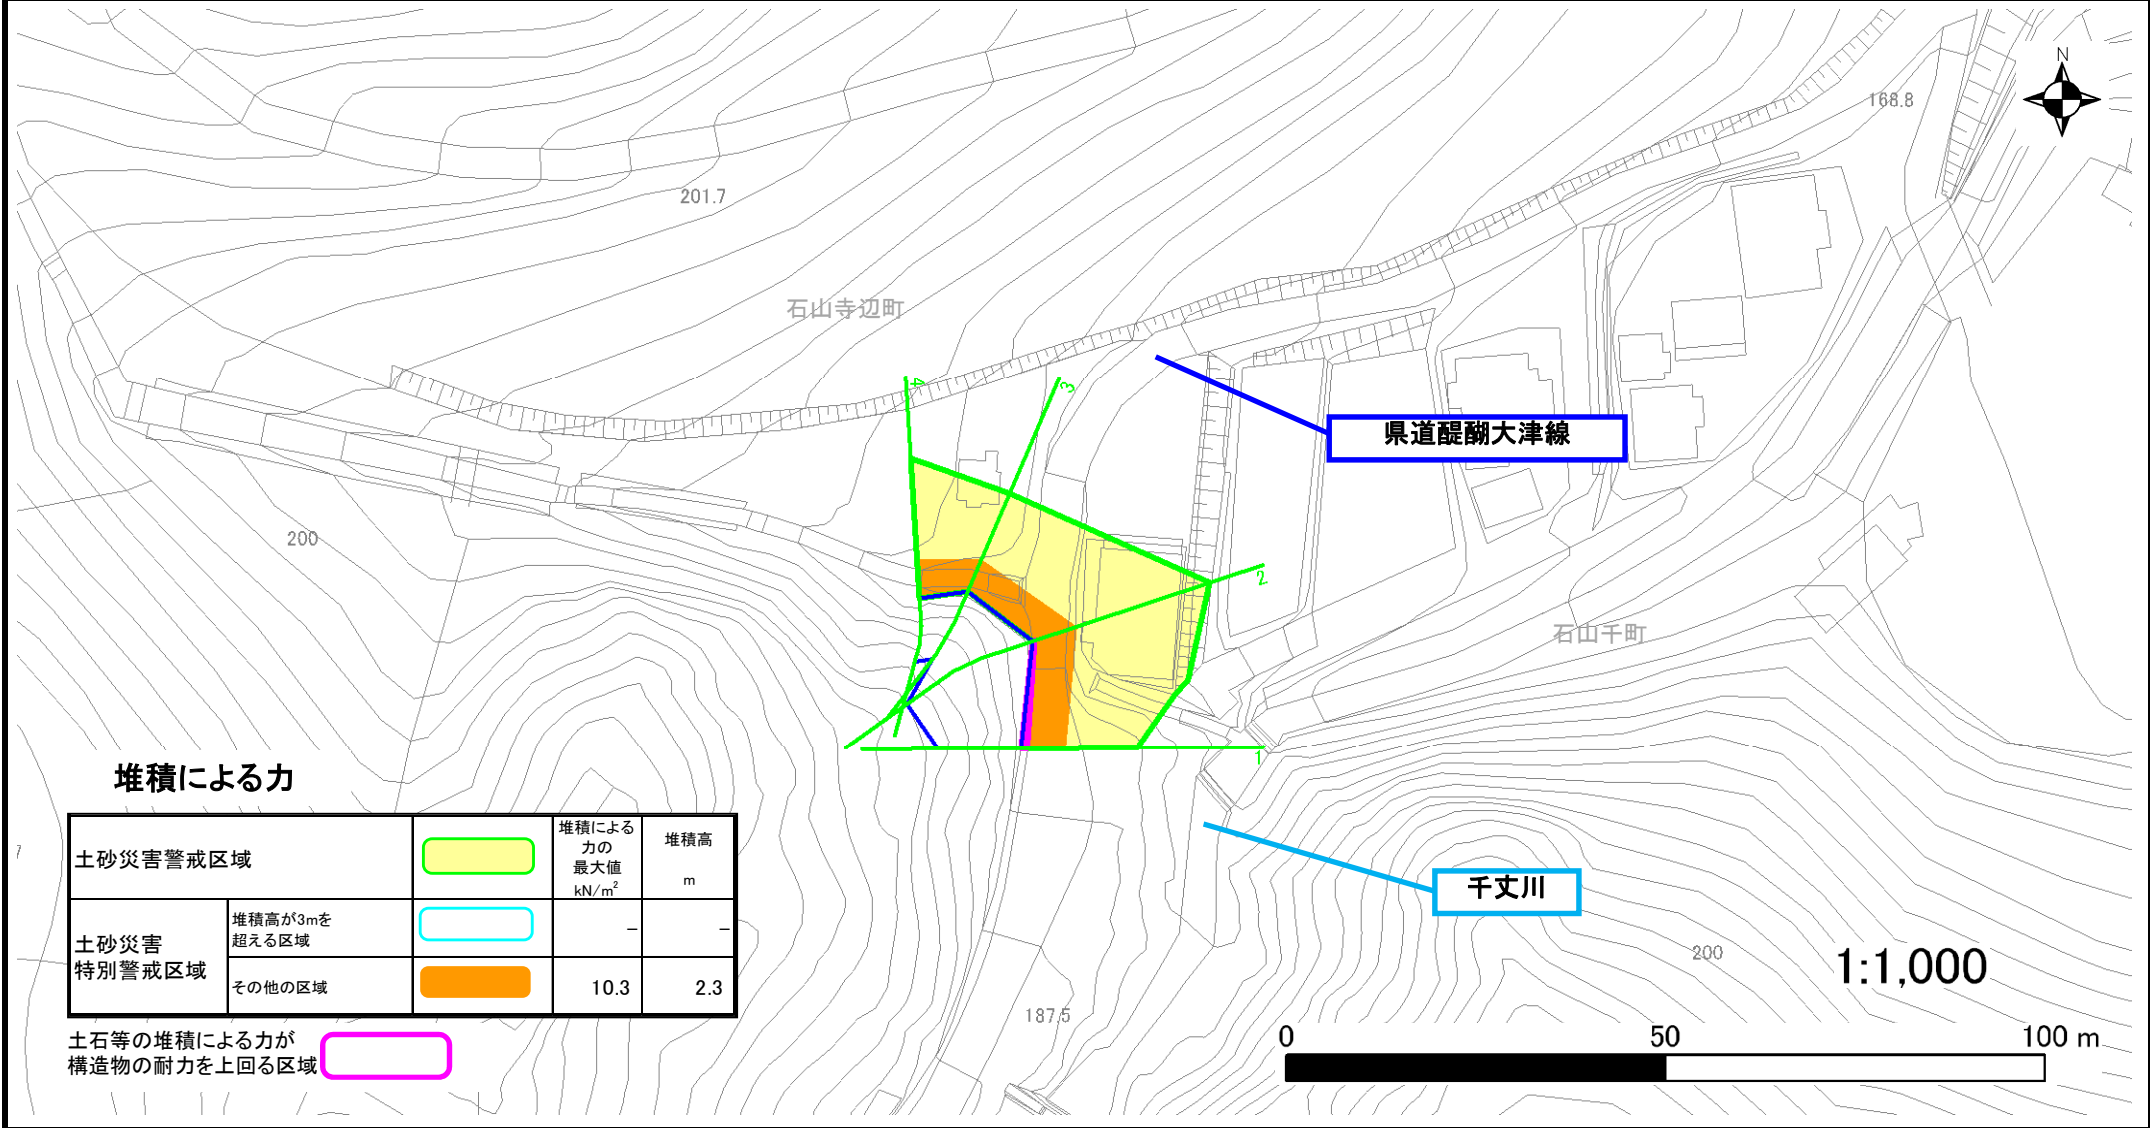 N
168.8
201.7
石山寺辺町
4
3
県道醍醐大津線
200
2
石山千町
1
堆積による力
土砂災害警戒区域
堆積による
力の
最大値
kN/m²
堆積高
m
土砂災害
特別警戒区域
堆積高が3mを
超える区域
－
－
その他の区域
10.3
2.3
土石等の堆積による力が
構造物の耐力を上回る区域
千丈川
200
187.5
1:1,000
0
50
100 m